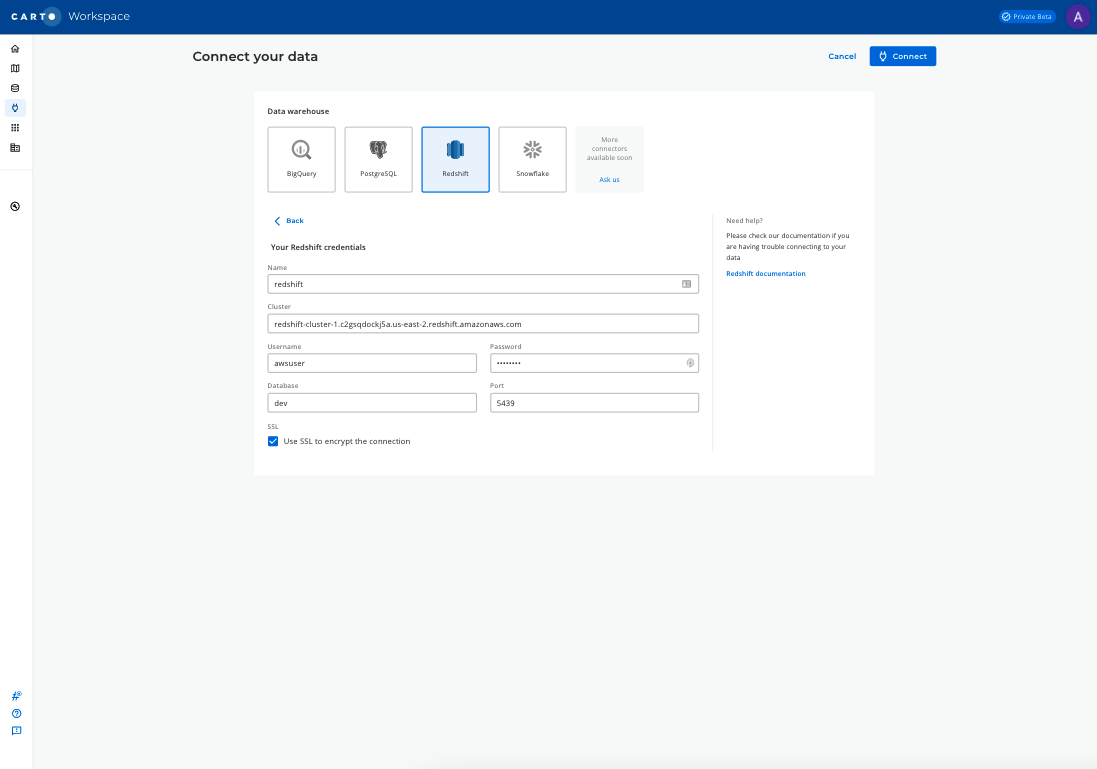 CARTO Workspace
Private Beta
A
Connect your data
Cancel
Connect
Data warehouse
BigQuery
PostgreSQL
Redshift
Snowflake
More
connectors
available soon
Ask us
Back
Your Redshift credentials
Name
redshift
Cluster
redshift-cluster-1.c2gsqdockj5a.us-east-2.redshift.amazonaws.com
Username
Password
awsuser
••••••••
Database
Port
dev
5439
SSL
Use SSL to encrypt the connection
Need help?
Please check our documentation if you
are having trouble connecting to your
data
Redshift documentation